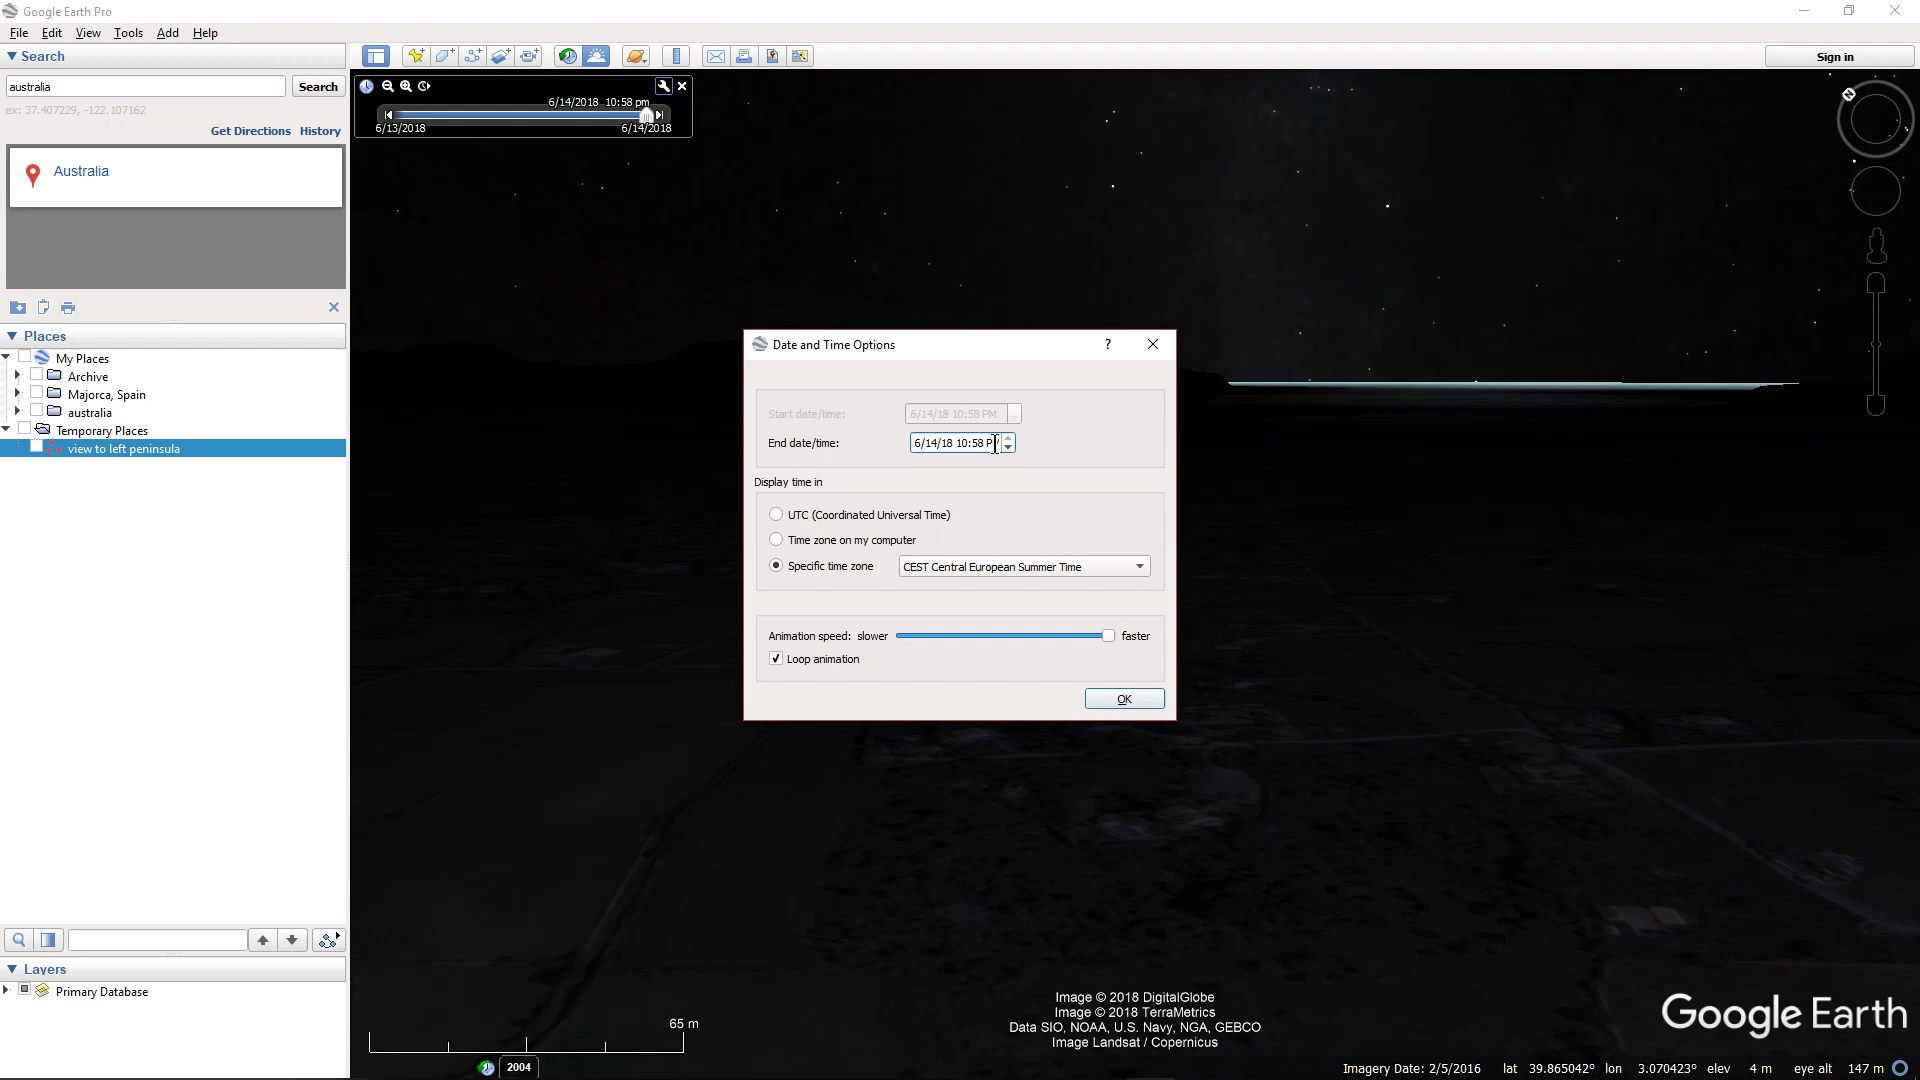 Google Earth Pro
File Edit View Tools Add Help
Search
Sign in
australia
Search
ex: 37.407229, -122.107162
Get Directions History
6/14/2018 10:58 pm
6/13/2018 6/14/2018
Australia
Places
My Places
Archive
Majorca, Spain
australia
Temporary Places
view to left peninsula
Date and Time Options
Start date/time: 6/14/18 10:58 PM ...
End date/time: 6/14/18 10:58 P
Display time in
UTC (Coordinated Universal Time)
Time zone on my computer
Specific time zone CEST Central European Summer Time
Animation speed: slower faster
Loop animation
OK
Layers
Primary Database
65 m
2004
Image © 2018 DigitalGlobe
Image © 2018 TerraMetrics
Data SIO, NOAA, U.S. Navy, NGA, GEBCO
Image Landsat / Copernicus
Google Earth
Imagery Date: 2/5/2016 lat 39.865042° lon 3.070423° elev 4 m eye alt 147 m